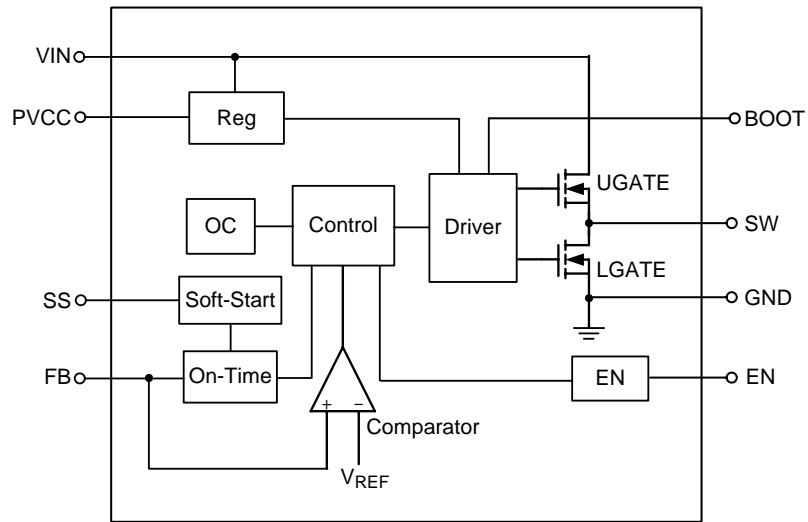 VIN
PVCC
Reg
BOOT
UGATE
OC
Control
Driver
SW
LGATE
SS
Soft-Start
GND
FB
On-Time
EN
EN
+ −
Comparator
VREF